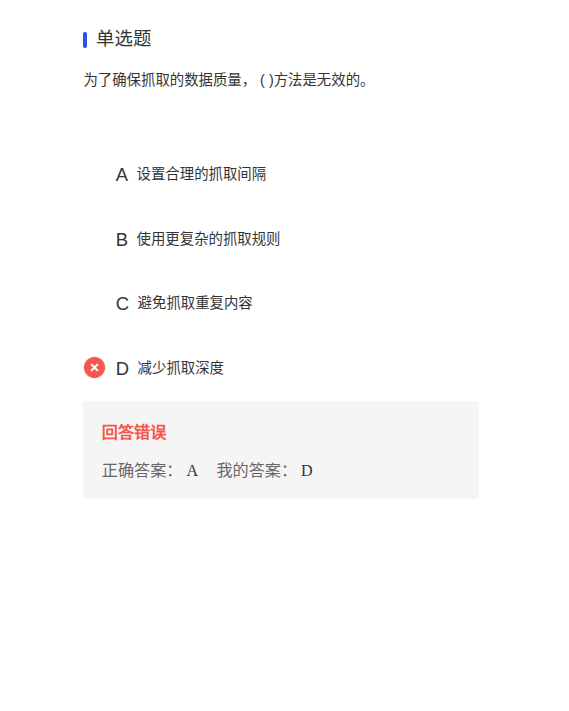 单选题
为了确保抓取的数据质量，( )方法是无效的。
A 设置合理的抓取间隔
B 使用更复杂的抓取规则
C 避免抓取重复内容
D 减少抓取深度
回答错误
正确答案： A 我的答案： D